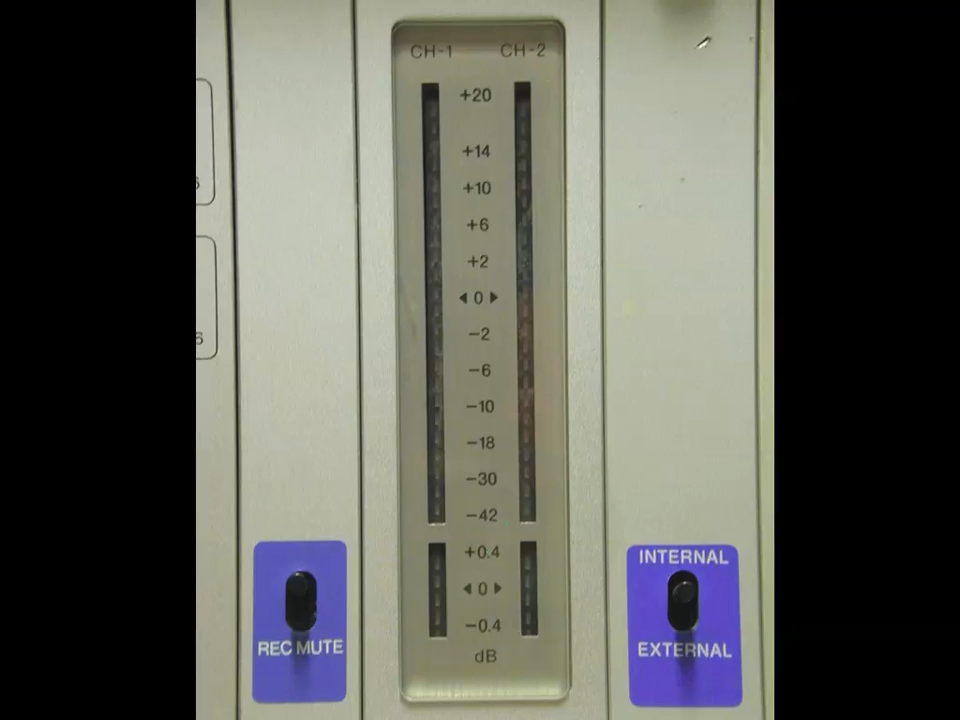 CH-1 CH-2
+20
+14
+10
+6
+2
◀ 0 ▶
−2
−6
−10
−18
−30
−42
+0.4
◀ 0 ▶
−0.4
dB
REC MUTE
INTERNAL
EXTERNAL
6